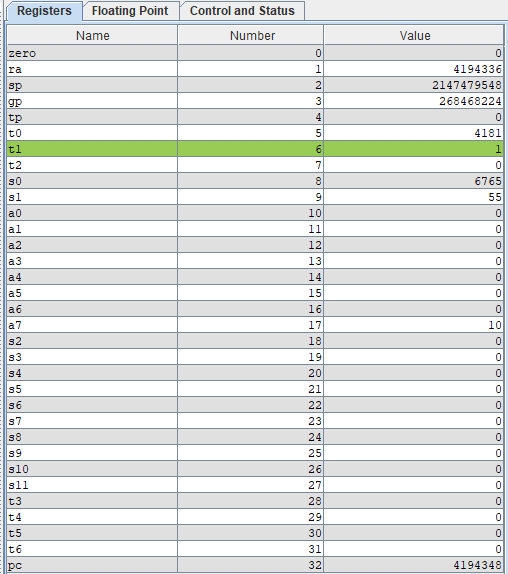 Registers Floating Point Control and Status
Name Number Value
zero 0 0
ra 1 4194336
sp 2 2147479548
gp 3 268468224
tp 4 0
t0 5 4181
t1 6 1
t2 7 0
s0 8 6765
s1 9 55
a0 10 0
a1 11 0
a2 12 0
a3 13 0
a4 14 0
a5 15 0
a6 16 0
a7 17 10
s2 18 0
s3 19 0
s4 20 0
s5 21 0
s6 22 0
s7 23 0
s8 24 0
s9 25 0
s10 26 0
s11 27 0
t3 28 0
t4 29 0
t5 30 0
t6 31 0
pc 32 4194348